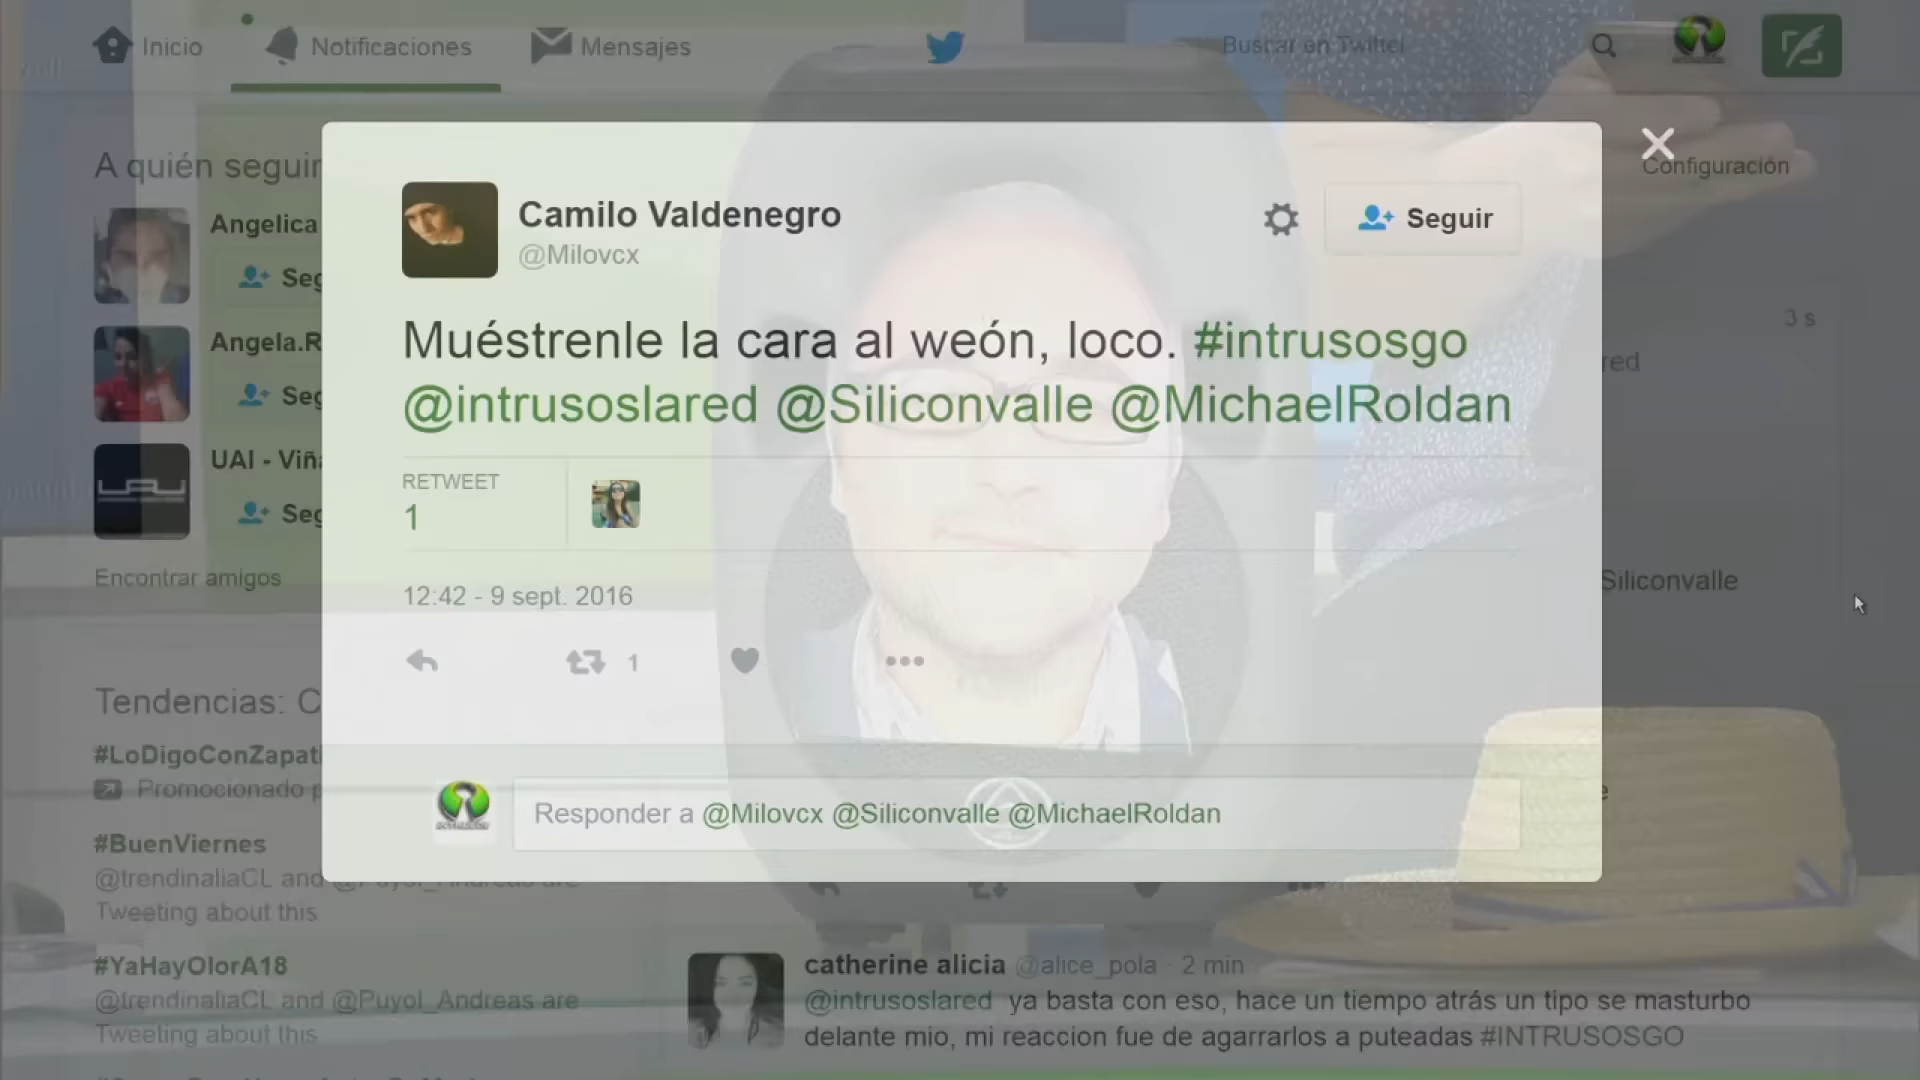 Inicio
Notificaciones
Mensajes
Buscar en Twitter
A quién seguir
Configuración
Angelica
Seg
Angela.R
Seg
UAI - Viña
Seg
Encontrar amigos
Camilo Valdenegro
@Milovcx
Seguir
Muéstrenle la cara al weón, loco. #intrusosgo
@intrusoslared @Siliconvalle @MichaelRoldan
RETWEET
1
12:42 - 9 sept. 2016
1
Responder a @Milovcx @Siliconvalle @MichaelRoldan
3 s
red
Siliconvalle
Tendencias: C
#LoDigoConZapati
Promocionado p
#BuenViernes
@trendinaliaCL and @Puyol_Andreas are
Tweeting about this
#YaHayOlorA18
@trendinaliaCL and @Puyol_Andreas are
Tweeting about this
catherine alicia @alice_pola · 2 min
@intrusoslared ya basta con eso, hace un tiempo atrás un tipo se masturbo
delante mio, mi reaccion fue de agarrarlos a puteadas #INTRUSOSGO